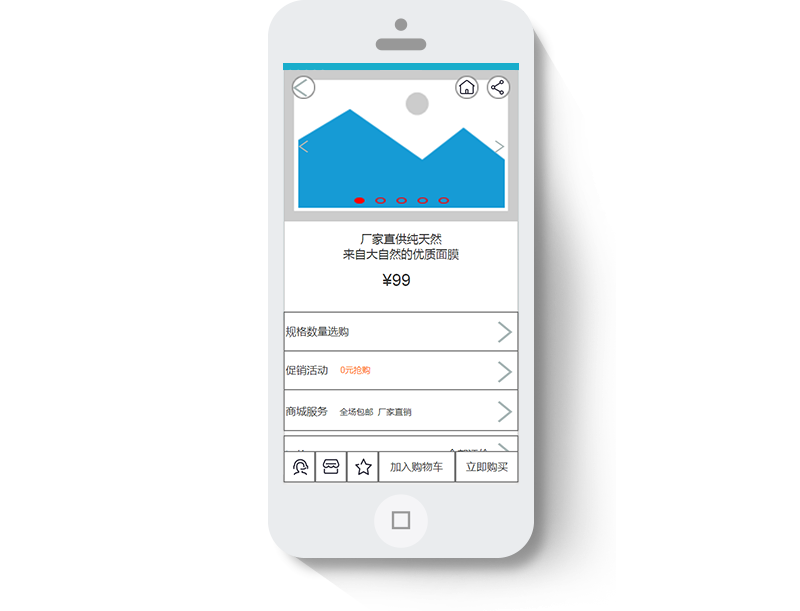 厂家直供纯天然
来自大自然的优质面膜
¥99
规格数量选购
促销活动 0元抢购
商城服务 全场包邮 厂家直销
加入购物车 立即购买